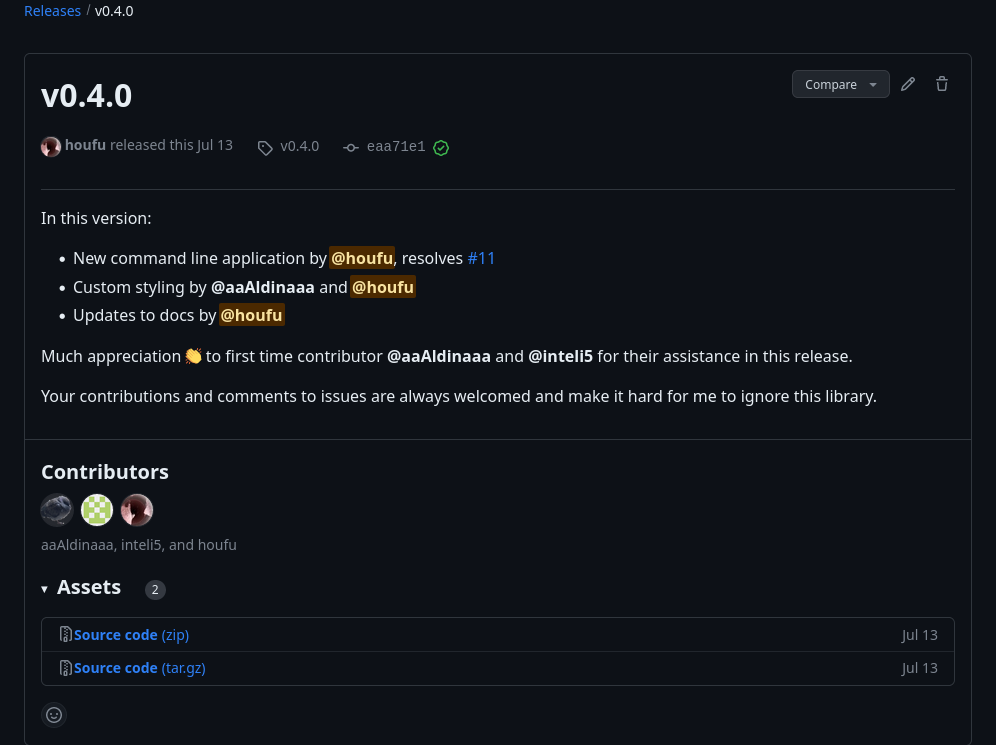 Releases / v0.4.0
v0.4.0
Compare
houfu released this Jul 13 v0.4.0 eaa71e1
In this version:
• New command line application by @houfu, resolves #11
• Custom styling by @aaAldinaaa and @houfu
• Updates to docs by @houfu
Much appreciation 👏 to first time contributor @aaAldinaaa and @inteli5 for their assistance in this release.
Your contributions and comments to issues are always welcomed and make it hard for me to ignore this library.
Contributors
aaAldinaaa, inteli5, and houfu
Assets 2
Source code (zip) Jul 13
Source code (tar.gz) Jul 13